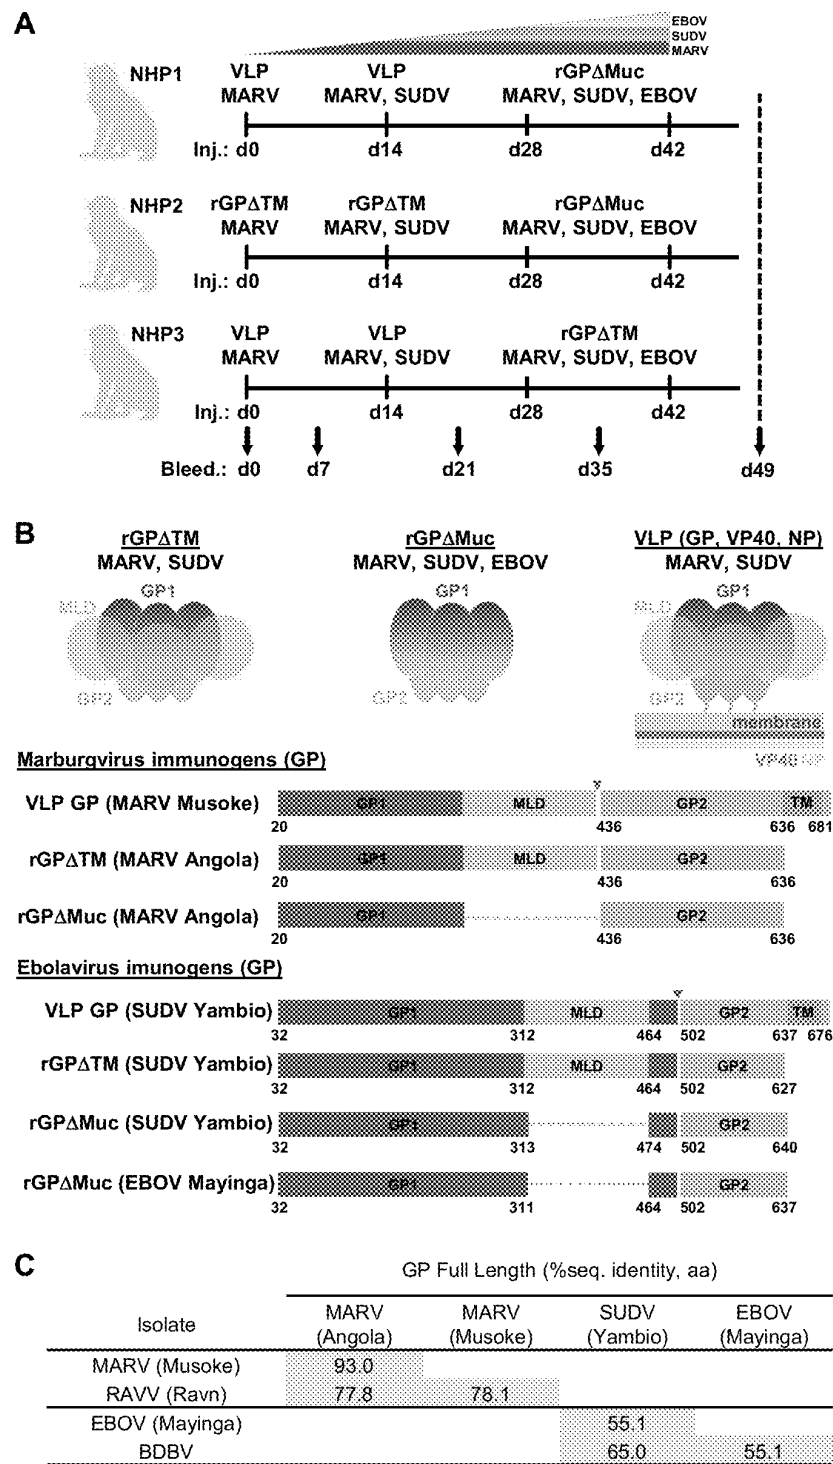 A
EBOV
SUDV
MARV
NHP1 VLP VLP rGPΔMuc
MARV MARV, SUDV MARV, SUDV, EBOV
Inj.: d0 d14 d28 d42
NHP2 rGPΔTM rGPΔTM rGPΔMuc
MARV MARV, SUDV MARV, SUDV, EBOV
Inj.: d0 d14 d28 d42
NHP3 VLP VLP rGPΔTM
MARV MARV, SUDV MARV, SUDV, EBOV
Inj.: d0 d14 d28 d42
Bleed.: d0 d7 d21 d35 d49
B
rGPΔTM rGPΔMuc VLP (GP, VP40, NP)
MARV, SUDV MARV, SUDV, EBOV MARV, SUDV
GP1 GP1 GP1
MLD MLD
GP2 GP2 GP2
membrane
VP40 NP
Marburgvirus immunogens (GP)
VLP GP (MARV Musoke) GP1 MLD GP2 TM
20 436 636 681
rGPΔTM (MARV Angola) GP1 MLD GP2
20 436 636
rGPΔMuc (MARV Angola) GP1 GP2
20 436 636
Ebolavirus imunogens (GP)
VLP GP (SUDV Yambio) GP1 MLD GP2 TM
32 312 464 502 637 676
rGPΔTM (SUDV Yambio) GP1 MLD GP2
32 312 464 502 627
rGPΔMuc (SUDV Yambio) GP1 GP2
32 313 474 502 640
rGPΔMuc (EBOV Mayinga) GP1 GP2
32 311 464 502 637
C
GP Full Length (%seq. identity, aa)
Isolate MARV (Angola) MARV (Musoke) SUDV (Yambio) EBOV (Mayinga)
MARV (Musoke) 93.0
RAVV (Ravn) 77.8 78.1
EBOV (Mayinga) 55.1
BDBV 65.0 55.1